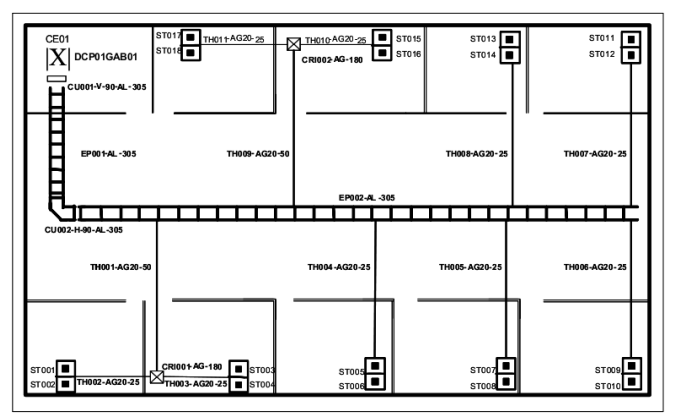 CE01
X
DCP01GAB01
CU001-V-90-AL-305
ST017
ST018
TH011-AG20-25
TH010-AG20-25
ST015
ST016
CRI002-AG-180
ST013
ST014
ST011
ST012
EP001-AL-305
TH009-AG20-50
TH008-AG20-25
TH007-AG20-25
EP002-AL-305
CU002-H-90-AL-305
TH001-AG20-50
TH004-AG20-25
TH005-AG20-25
TH006-AG20-25
ST001
ST002
TH002-AG20-25
CRI001-AG-180
TH003-AG20-25
ST003
ST004
ST005
ST006
ST007
ST008
ST009
ST010